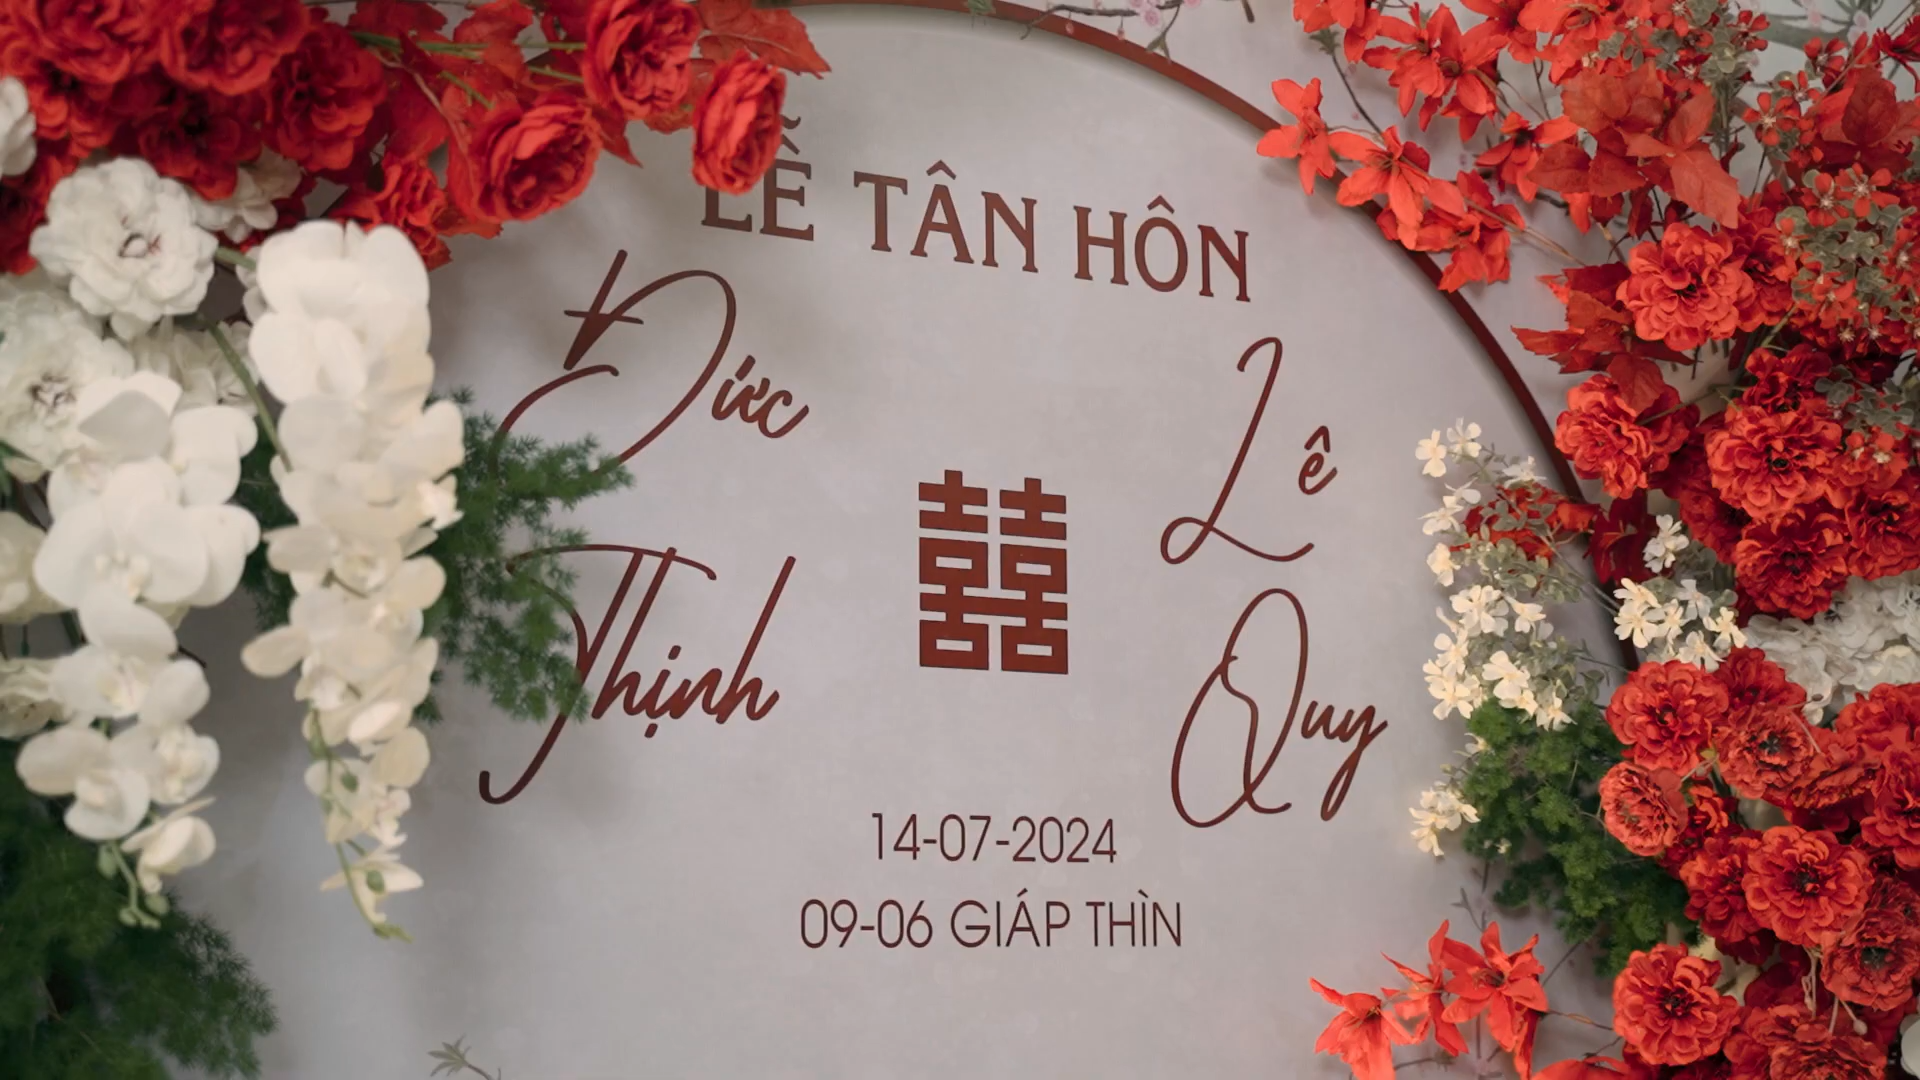 LỄ TÂN HÔN
Đức
Thịnh
囍
Lê
Quy
14-07-2024
09-06 GIÁP THÌN